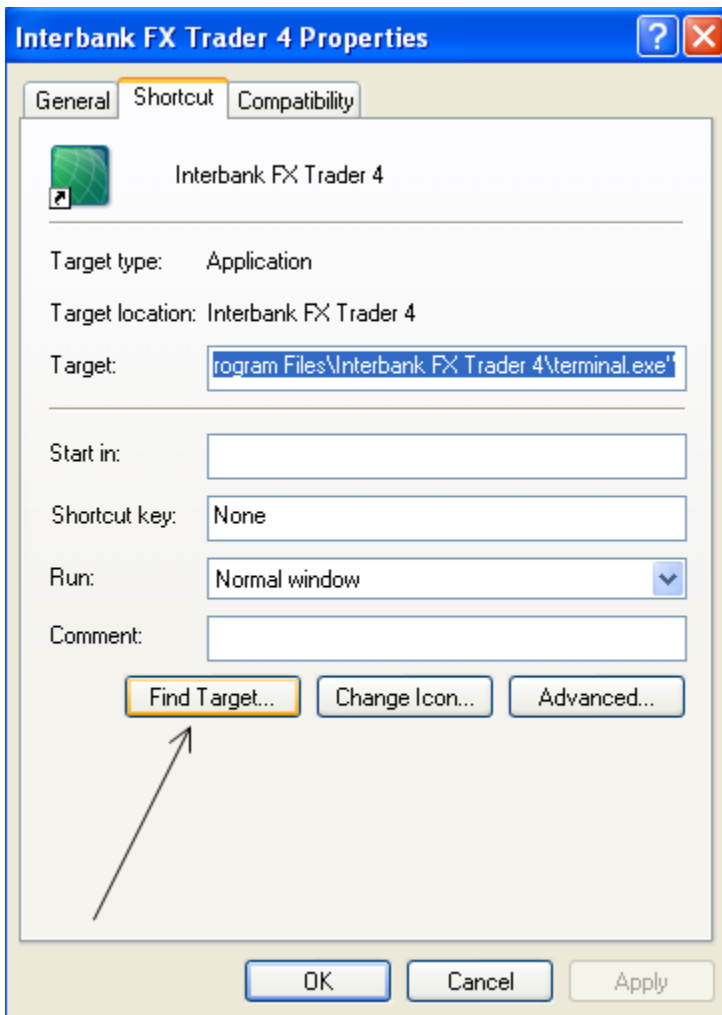 Interbank FX Trader 4 Properties
General Shortcut Compatibility
Interbank FX Trader 4
Target type: Application
Target location: Interbank FX Trader 4
Target: rogram Files\Interbank FX Trader 4\terminal.exe"
Start in:
Shortcut key: None
Run: Normal window
Comment:
Find Target... Change Icon... Advanced...
OK Cancel Apply